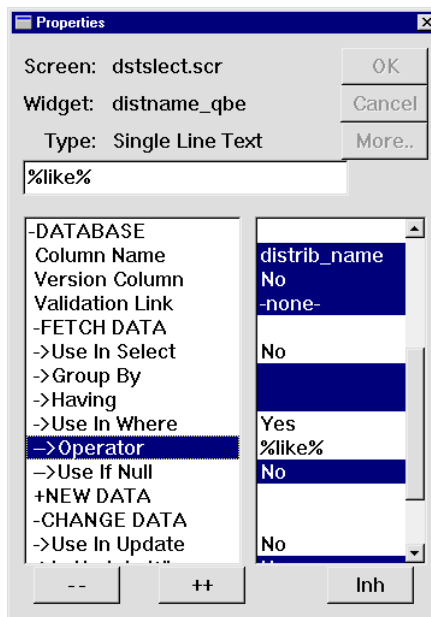 Properties
Screen: dstslect.scr OK
Widget: distname_qbe Cancel
Type: Single Line Text More..
%like%
-DATABASE
Column Name distrib_name
Version Column No
Validation Link -none-
-FETCH DATA
->Use In Select No
->Group By
->Having
->Use In Where Yes
–>Operator %like%
–>Use If Null No
+NEW DATA
-CHANGE DATA
->Use In Update No
-- ++ Inh